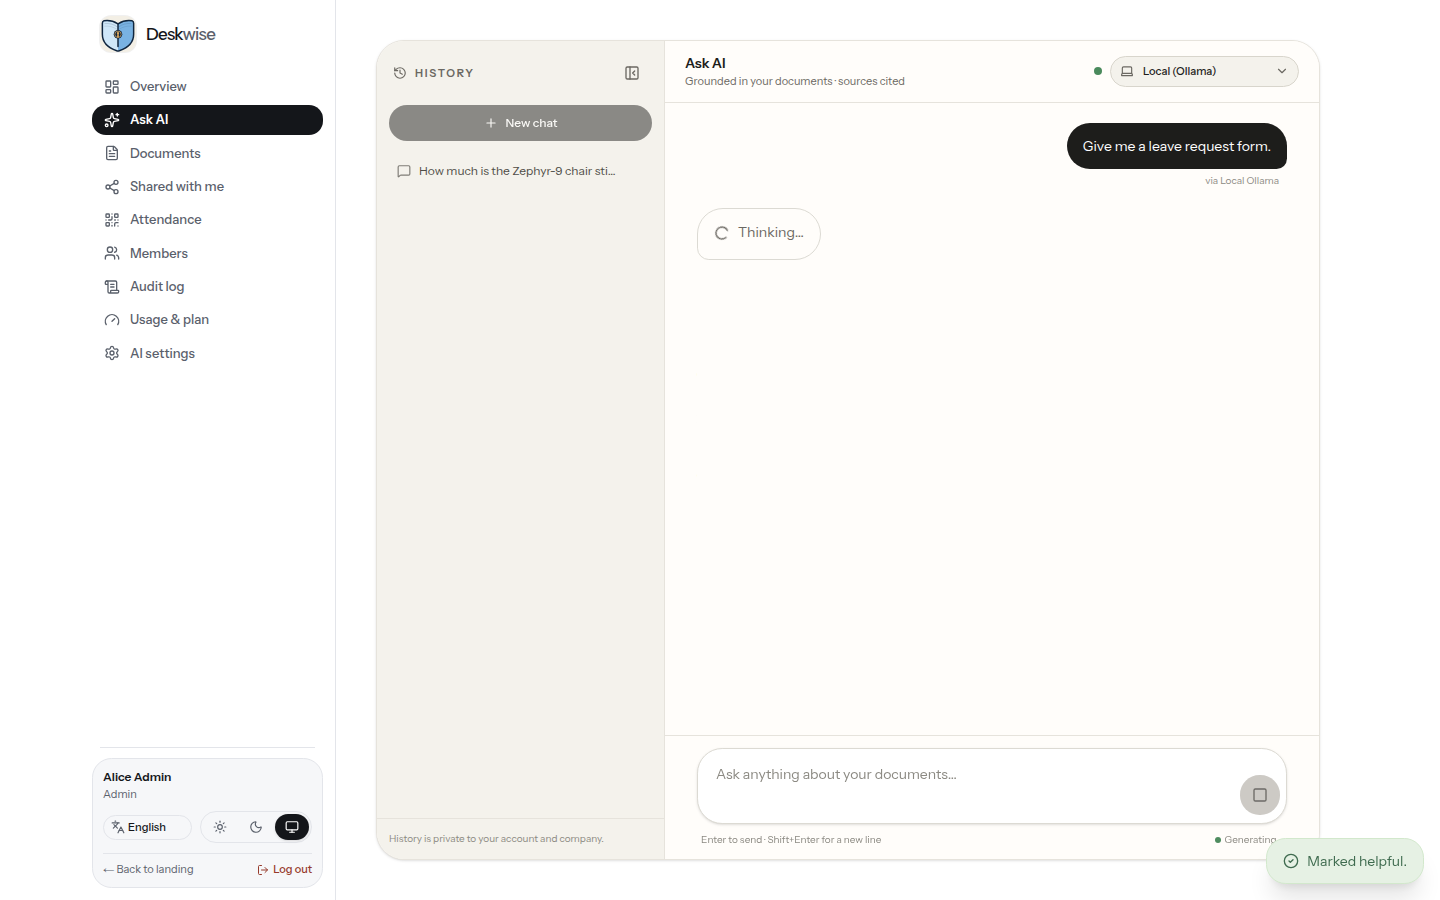 Deskwise
Overview
Ask AI
Documents
Shared with me
Attendance
Members
Audit log
Usage & plan
AI settings
Alice Admin
Admin
English
← Back to landing
Log out
HISTORY
New chat
How much is the Zephyr-9 chair sti...
History is private to your account and company.
Ask AI
Grounded in your documents · sources cited
Local (Ollama)
Give me a leave request form.
via Local Ollama
Thinking...
Ask anything about your documents...
Enter to send · Shift+Enter for a new line
Generating
Marked helpful.